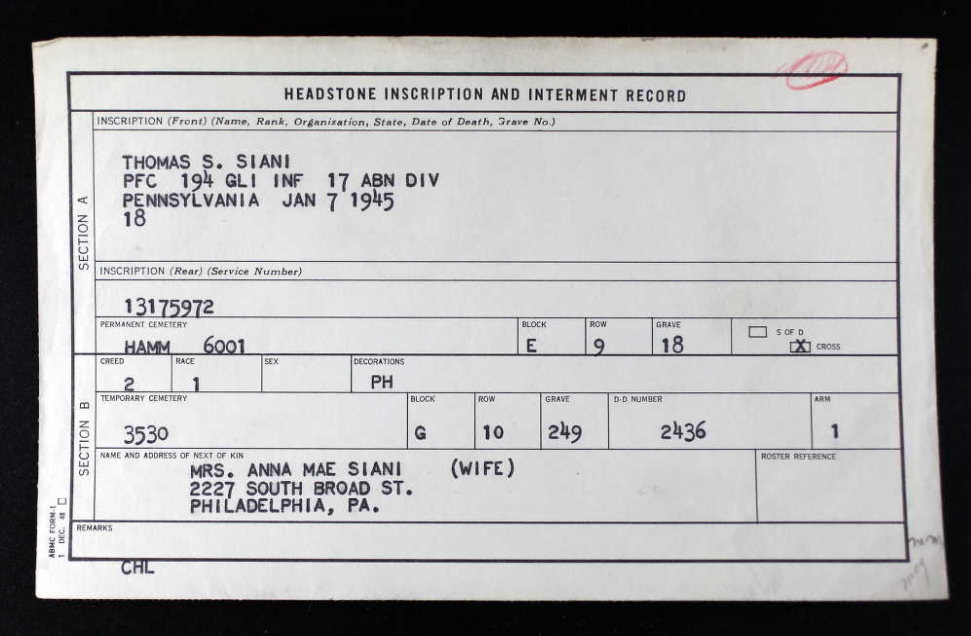 HEADSTONE INSCRIPTION AND INTERMENT RECORD
SECTION A
INSCRIPTION (Front) (Name, Rank, Organization, State, Date of Death, Grave No.)
THOMAS S. SIANI
PFC 194 GLI INF 17 ABN DIV
PENNSYLVANIA JAN 7 1945
18
INSCRIPTION (Rear) (Service Number)
13175972
PERMANENT CEMETERY BLOCK ROW GRAVE S OF D
HAMM 6001 E 9 18 X CROSS
SECTION B
CREED RACE SEX DECORATIONS
2 1 PH
TEMPORARY CEMETERY BLOCK ROW GRAVE D-D NUMBER ARM
3530 G 10 249 2436 1
NAME AND ADDRESS OF NEXT OF KIN ROSTER REFERENCE
MRS. ANNA MAE SIANI (WIFE)
2227 SOUTH BROAD ST.
PHILADELPHIA, PA.
REMARKS
ABMC FORM-1
1 DEC. 48
CHL